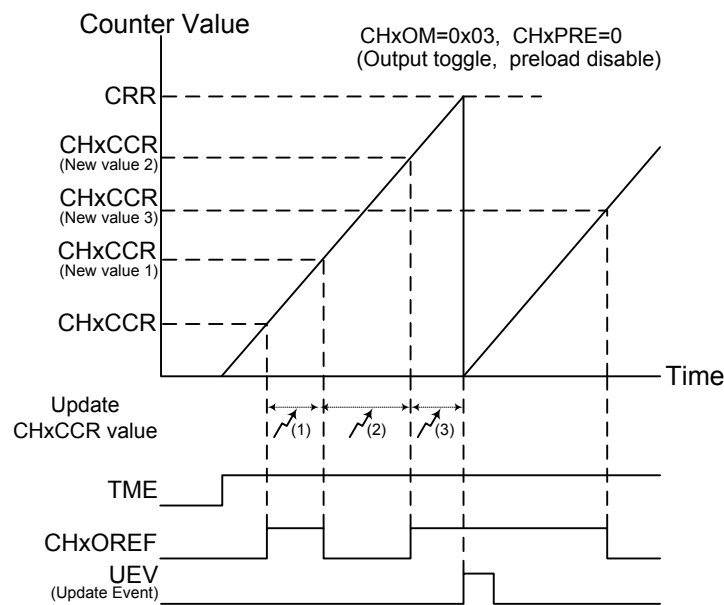 Counter Value
CHxOM=0x03, CHxPRE=0
(Output toggle, preload disable)
CRR
CHxCCR
(New value 2)
CHxCCR
(New value 3)
CHxCCR
(New value 1)
CHxCCR
Time
Update
CHxCCR value
(1)
(2)
(3)
TME
CHxOREF
UEV
(Update Event)